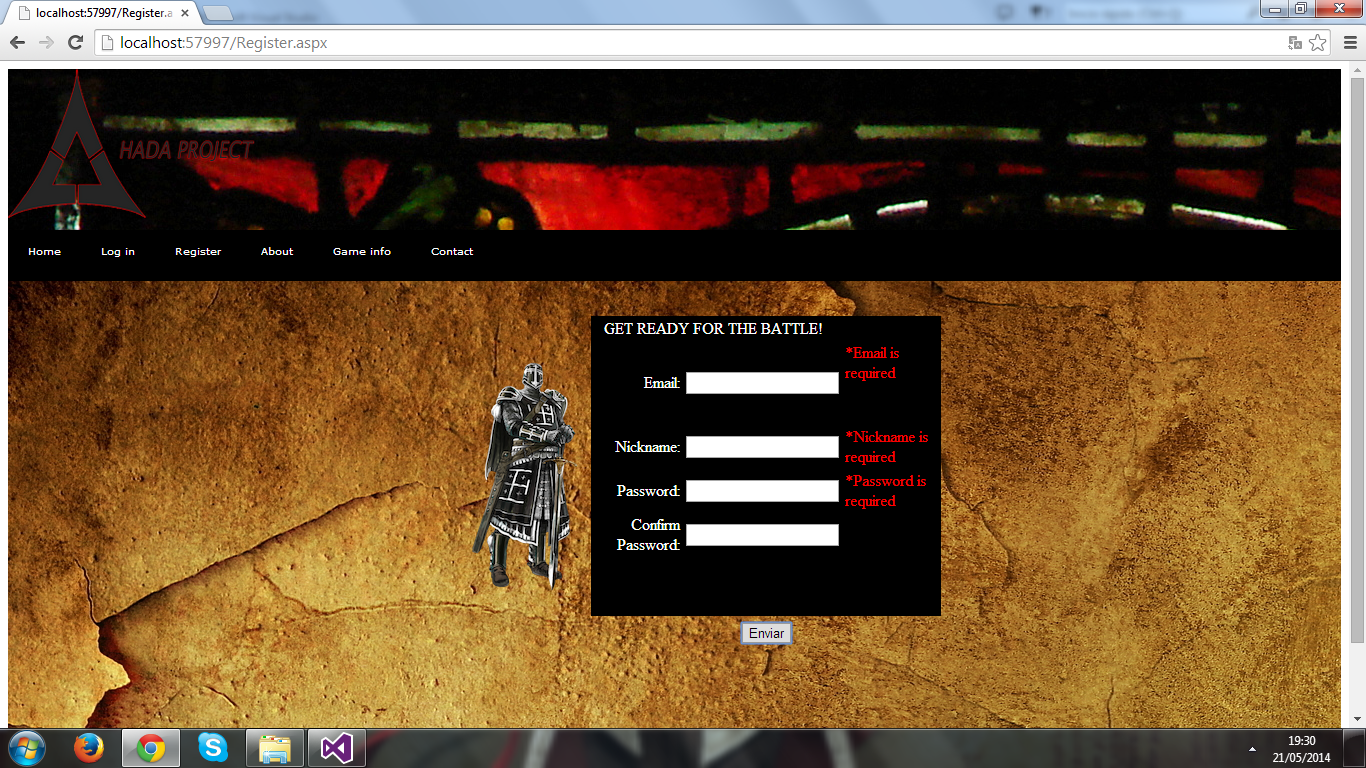 localhost:57997/Register.a
localhost:57997/Register.aspx
HADA PROJECT
Home Log in Register About Game info Contact
GET READY FOR THE BATTLE!
*Email is
required
Email:
*Nickname is
required
Nickname:
*Password is
required
Password:
Confirm
Password:
Enviar
19:30
21/05/2014